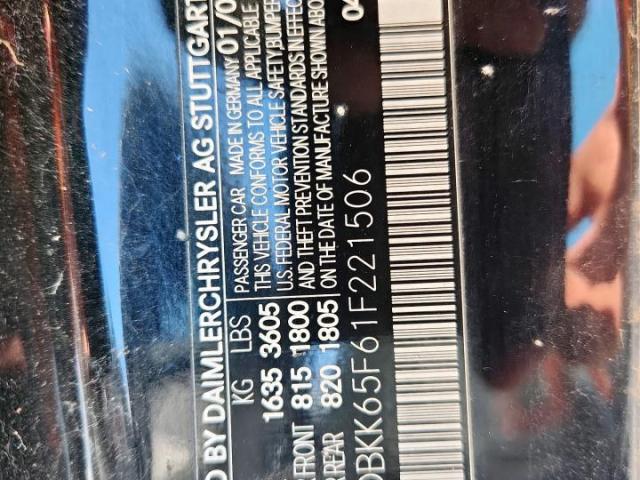 D BY DAIMLERCHRYSLER AG STUTTGART
KG LBS PASSENGER CAR MADE IN GERMANY 01/0
1635 3605 THIS VEHICLE CONFORMS TO ALL APPLICABLE
U.S. FEDERAL MOTOR VEHICLE SAFETY, BUMPER
FRONT 815 1800 AND THEFT PREVENTION STANDARDS IN EFFECT
REAR 820 1805 ON THE DATE OF MANUFACTURE SHOWN ABO
DBKK65F61F221506 04